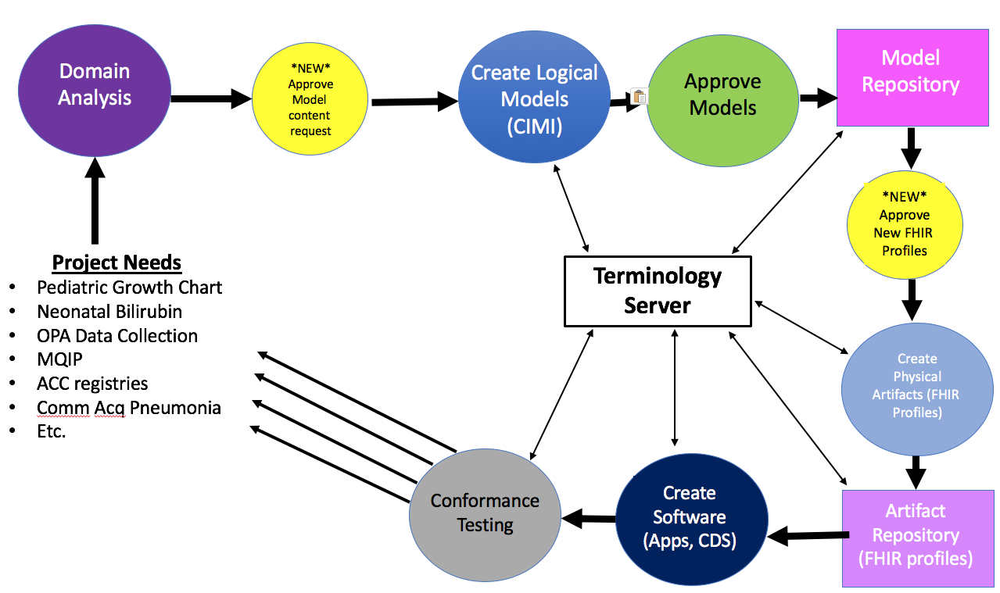 Domain
Analysis
*NEW*
Approve
Model
content
request
Create Logical
Models
(CIMI)
Approve
Models
Model
Repository
*NEW*
Approve
New FHIR
Profiles
Create
Physical
Artifacts (FHIR
Profiles)
Artifact
Repository
(FHIR profiles)
Create
Software
(Apps, CDS)
Conformance
Testing
Terminology
Server
Project Needs
• Pediatric Growth Chart
• Neonatal Bilirubin
• OPA Data Collection
• MQIP
• ACC registries
• Comm Acq Pneumonia
• Etc.